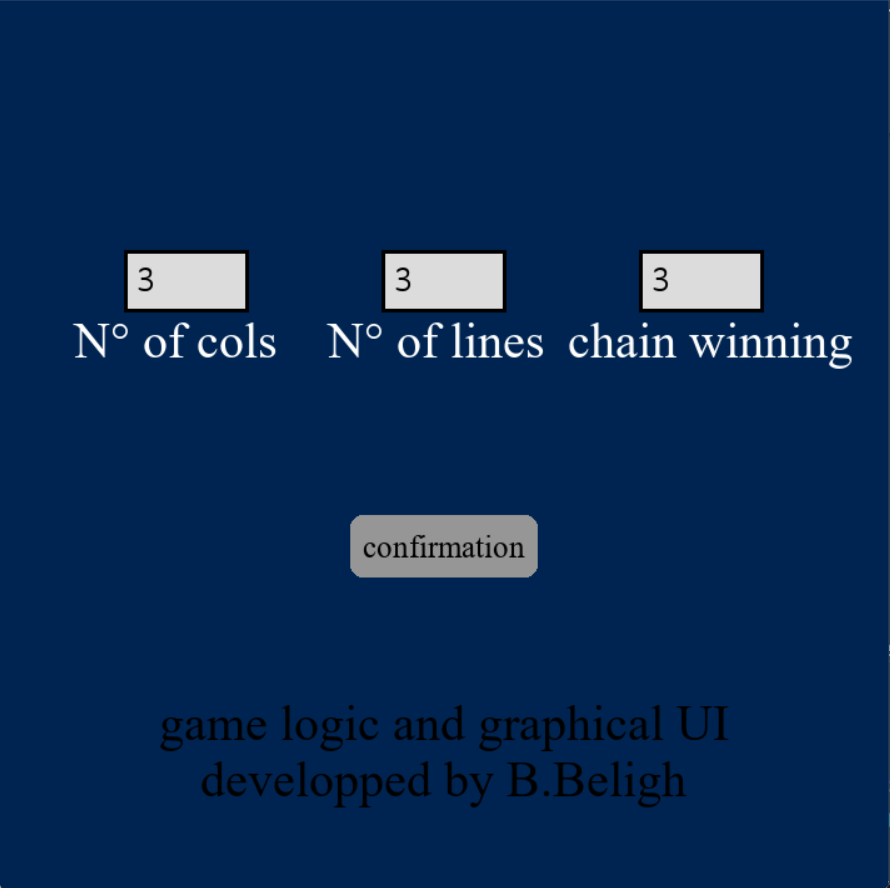 3 3 3
N° of cols N° of lines chain winning
confirmation
game logic and graphical UI
developped by B.Beligh